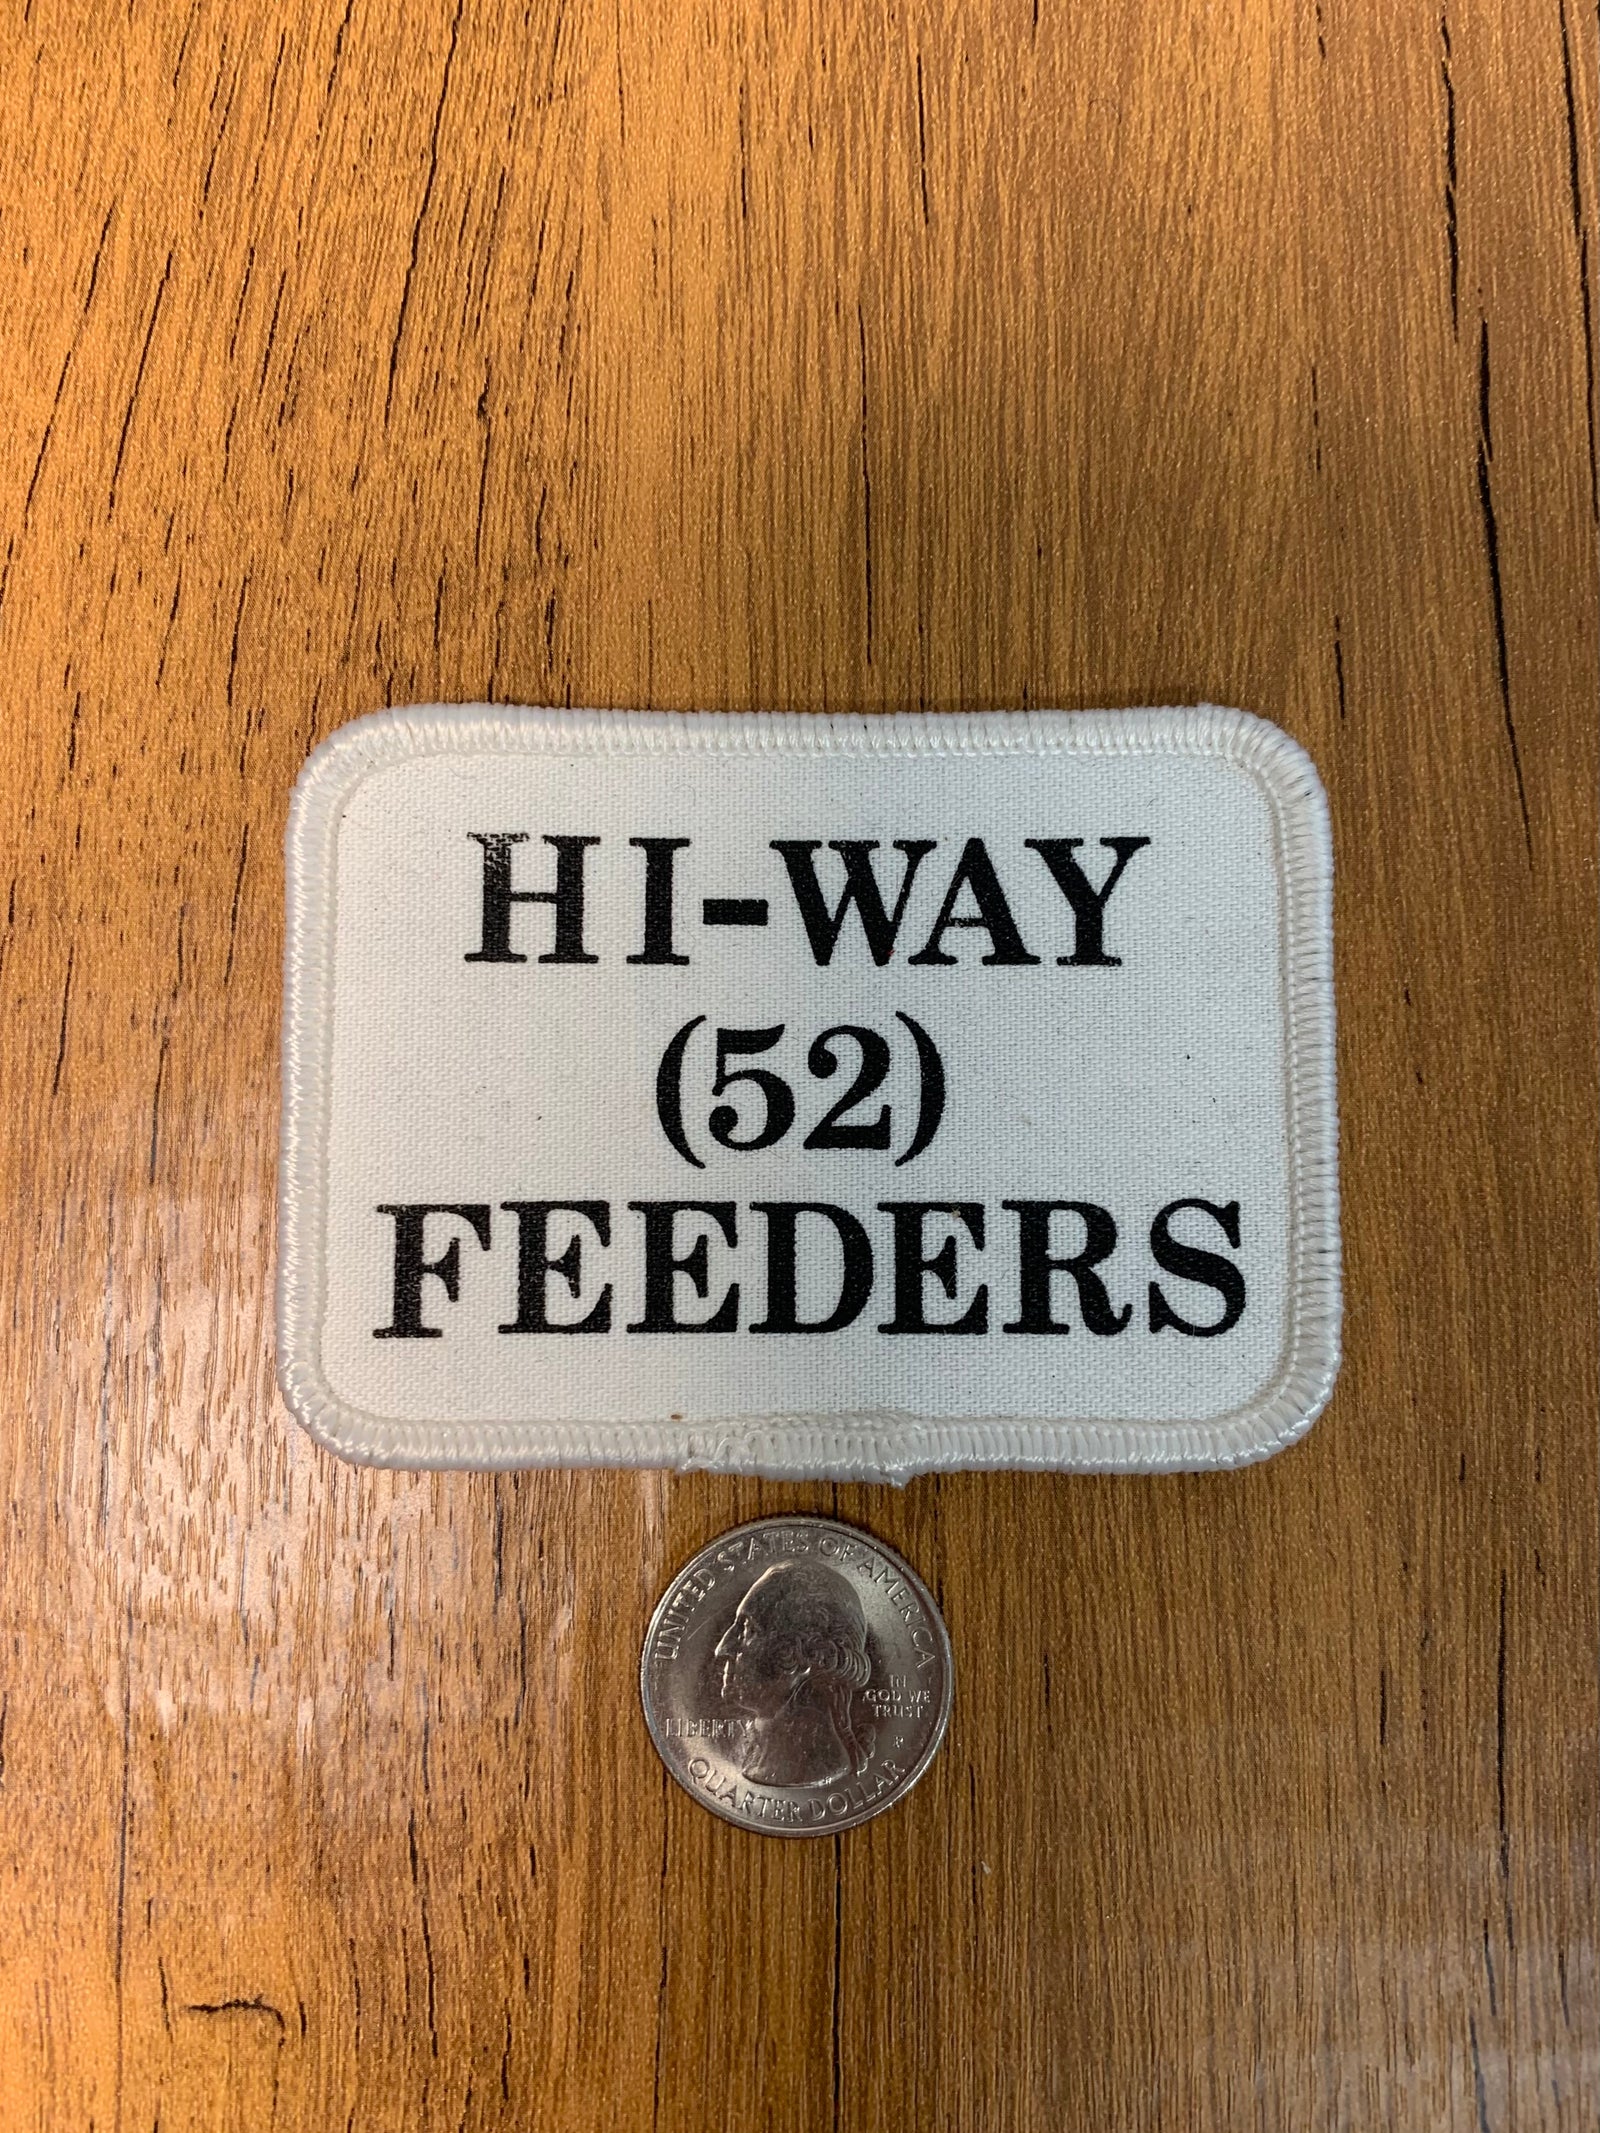 HI-WAY
(52)
FEEDERS
UNITED STATES OF AMERICA
LIBERTY
IN
GOD WE
TRUST
P
QUARTER DOLLAR